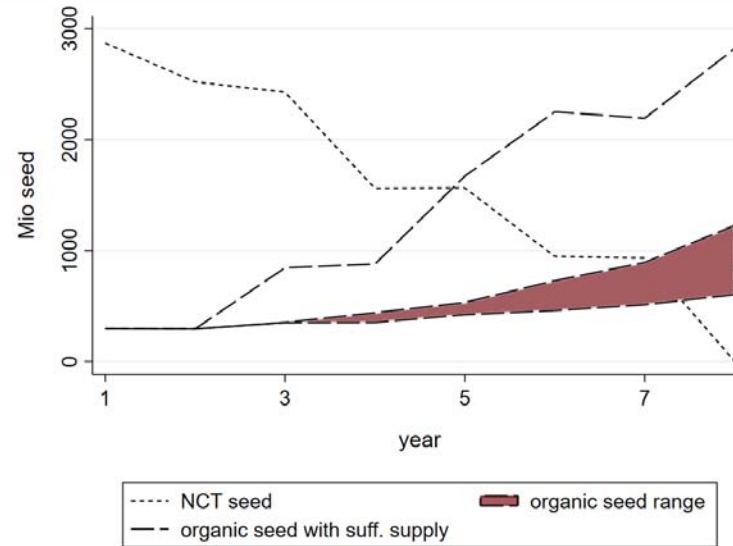 3000
2000
1000
0
Mio seed
1 3 5 7
year
NCT seed organic seed range
organic seed with suff. supply